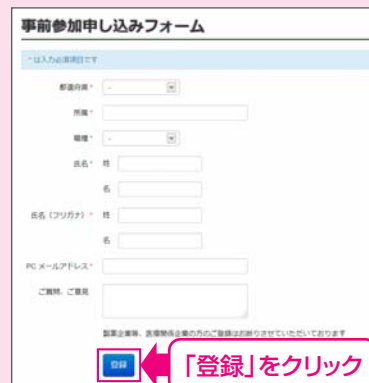 事前参加申し込みフォーム
*は入力必須項目です
都道府県* -
所属*
職種* -
氏名* 姓
名
氏名（フリガナ）* 姓
名
PCメールアドレス*
ご質問、ご意見
製薬企業等、医療関係企業の方のご登録はお断りさせていただいております
登録
「登録」をクリック